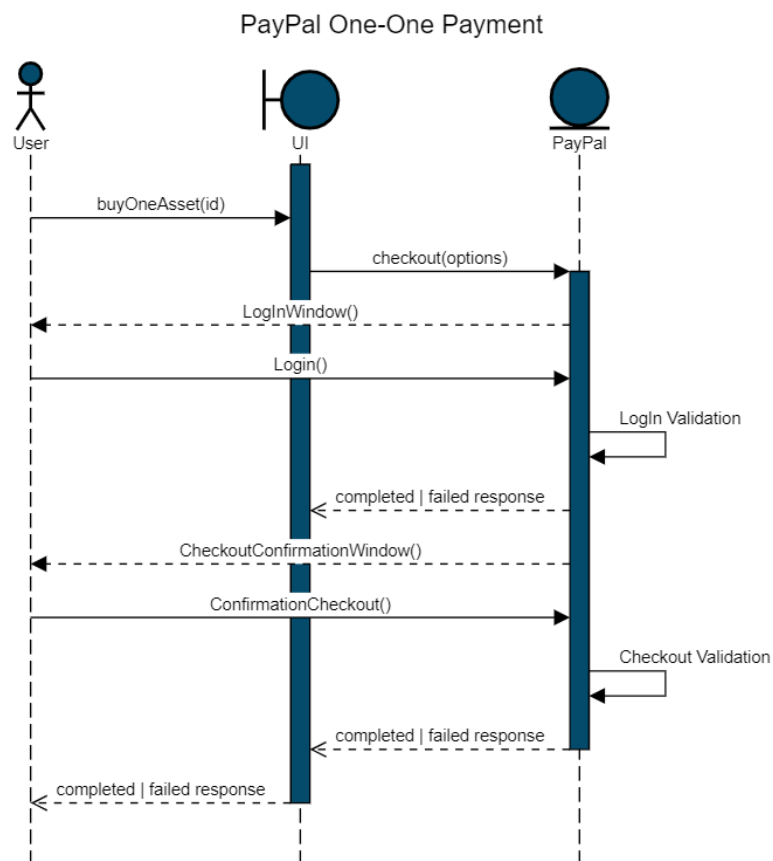 PayPal One-One Payment
User
UI
PayPal
buyOneAsset(id)
checkout(options)
LogInWindow()
Login()
LogIn Validation
completed | failed response
CheckoutConfirmationWindow()
ConfirmationCheckout()
Checkout Validation
completed | failed response
completed | failed response